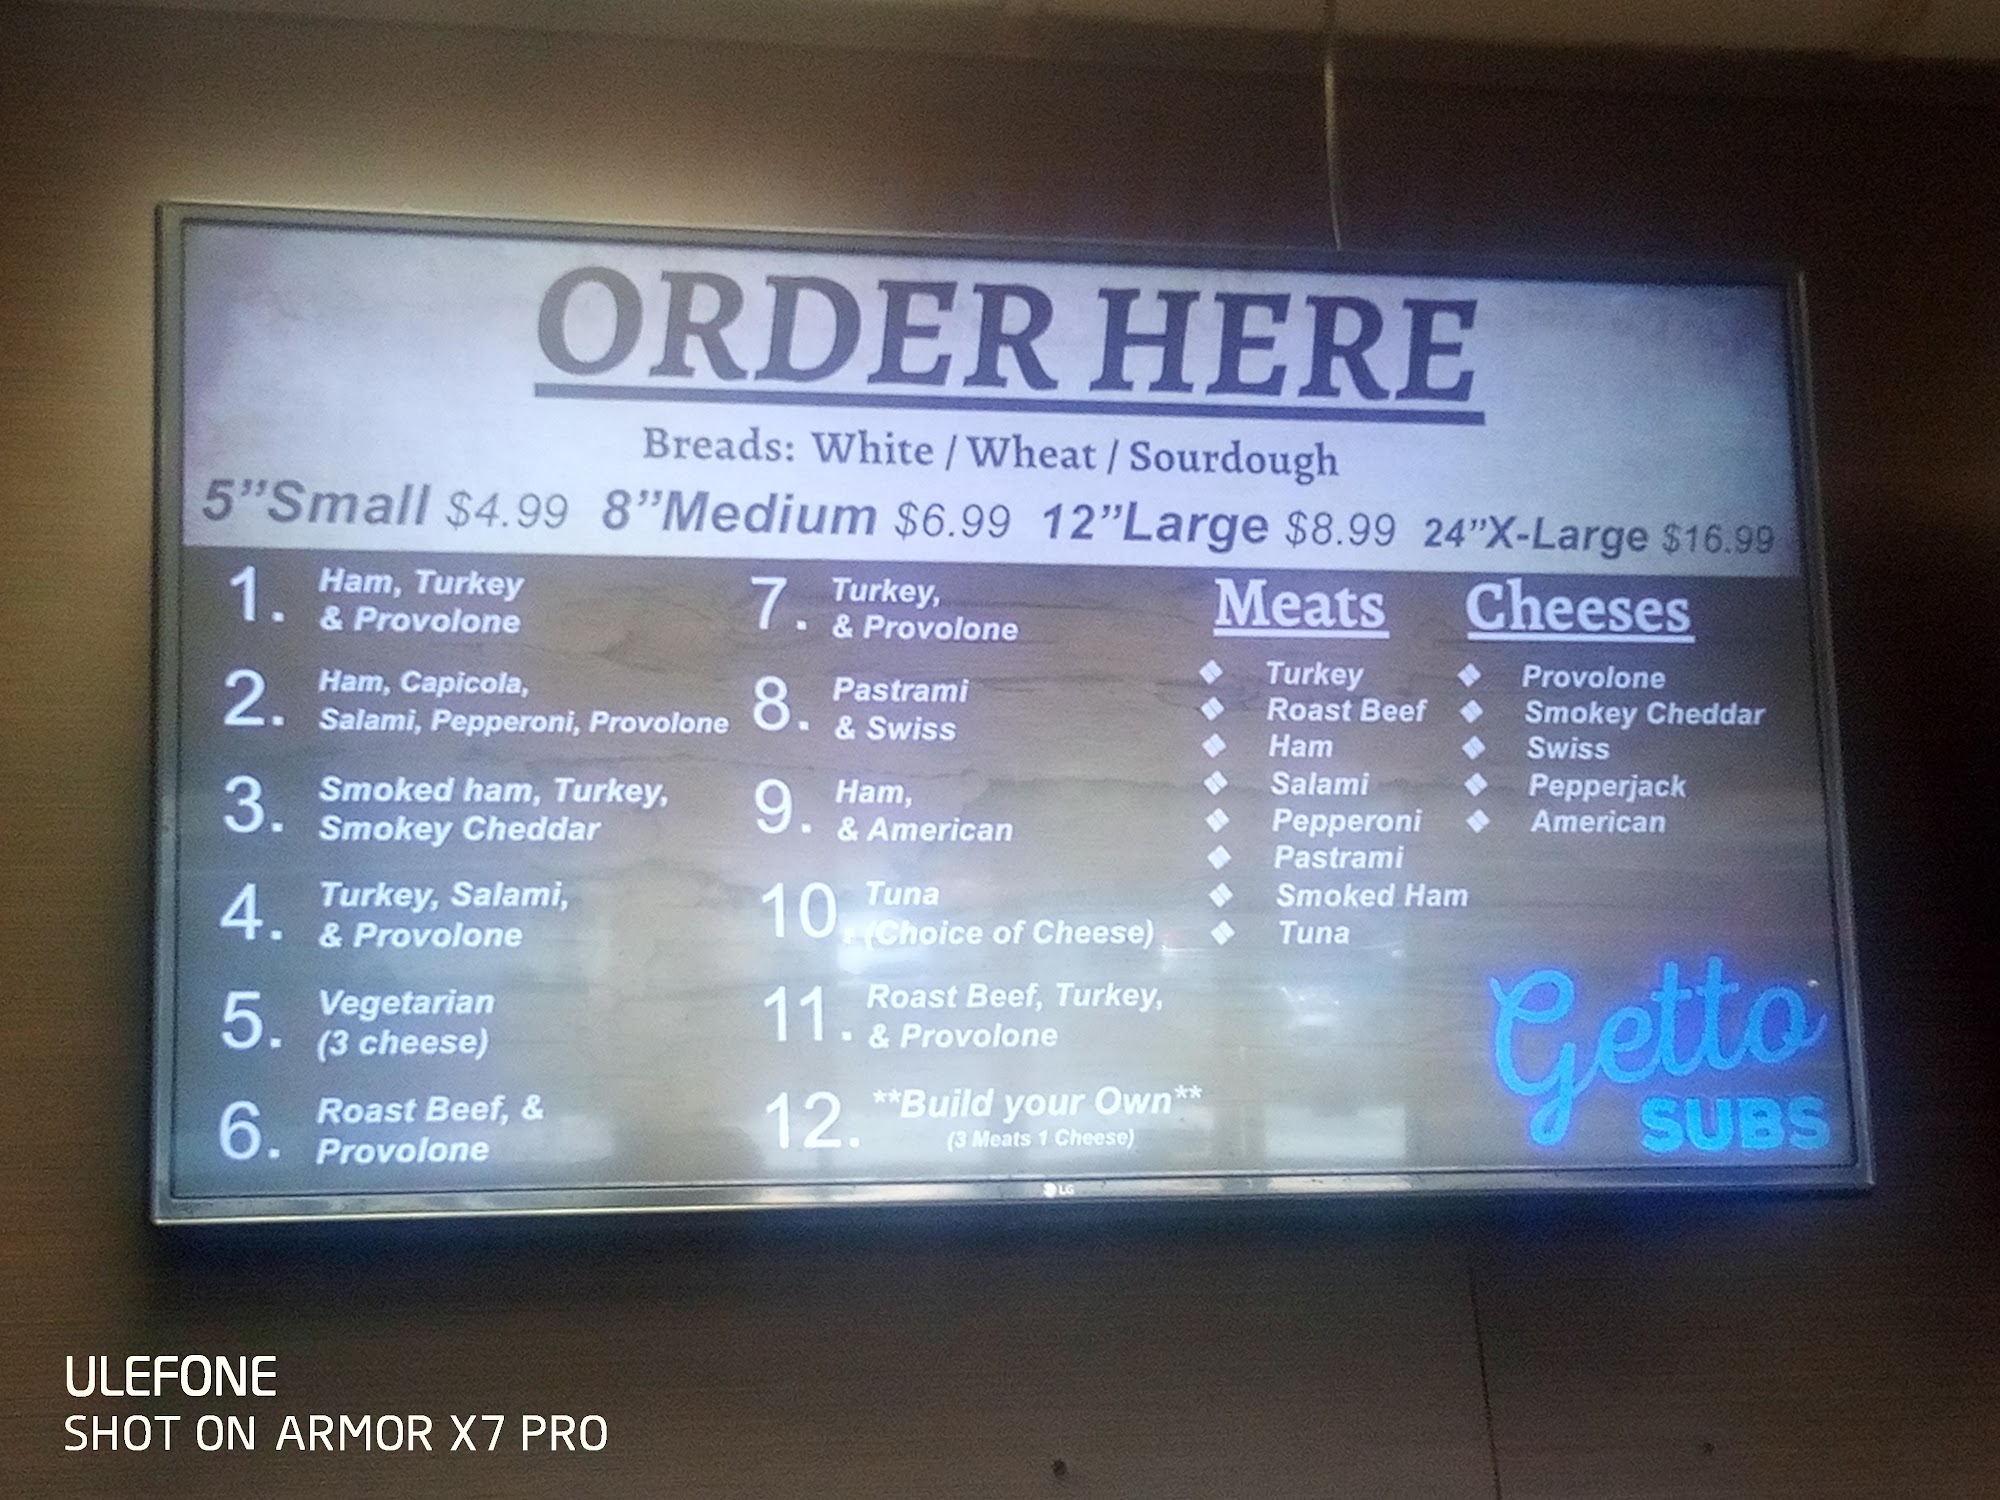 ORDER HERE
Breads: White / Wheat / Sourdough
5”Small $4.99 8”Medium $6.99 12”Large $8.99 24”X-Large $16.99
1. Ham, Turkey
& Provolone
2. Ham, Capicola,
Salami, Pepperoni, Provolone
3. Smoked ham, Turkey,
Smokey Cheddar
4. Turkey, Salami,
& Provolone
5. Vegetarian
(3 cheese)
6. Roast Beef, &
Provolone
7. Turkey,
& Provolone
8. Pastrami
& Swiss
9. Ham,
& American
10. Tuna
(Choice of Cheese)
11. Roast Beef, Turkey,
& Provolone
12. **Build your Own**
(3 Meats 1 Cheese)
Meats
❖ Turkey
❖ Roast Beef
❖ Ham
❖ Salami
❖ Pepperoni
❖ Pastrami
❖ Smoked Ham
❖ Tuna
Cheeses
❖ Provolone
❖ Smokey Cheddar
❖ Swiss
❖ Pepperjack
❖ American
Getto
SUBS
LG
ULEFONE
SHOT ON ARMOR X7 PRO